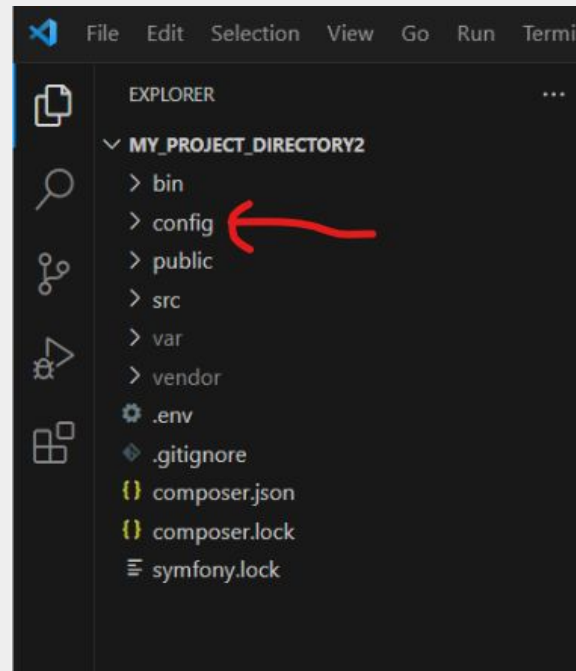 File Edit Selection View Go Run Termi
EXPLORER ...
MY_PROJECT_DIRECTORY2
bin
config
public
src
var
vendor
.env
.gitignore
{} composer.json
{} composer.lock
symfony.lock